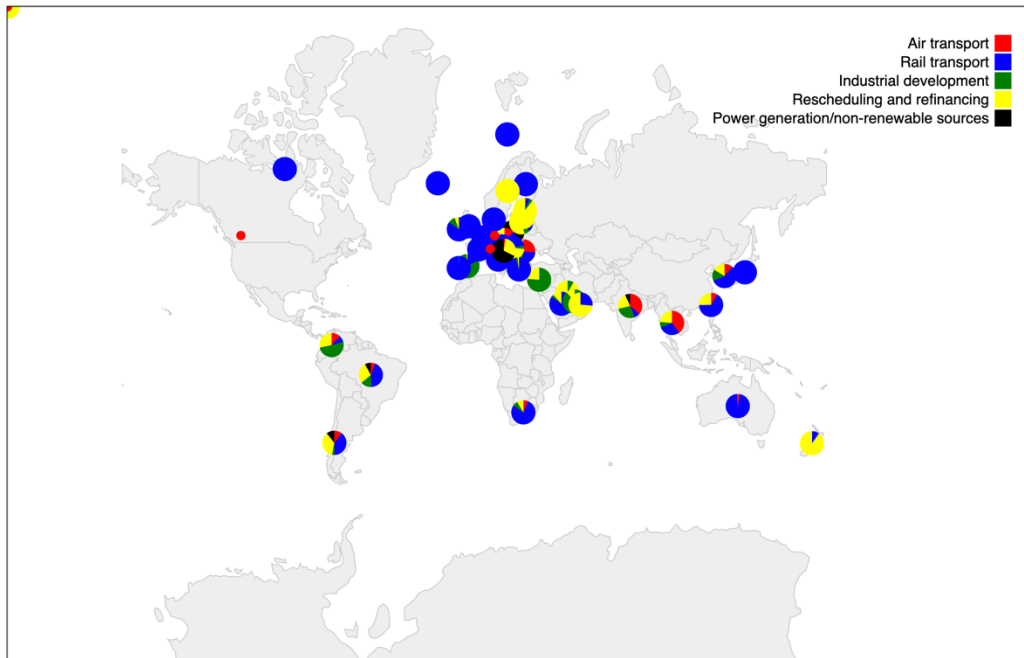 Air transport
Rail transport
Industrial development
Rescheduling and refinancing
Power generation/non-renewable sources